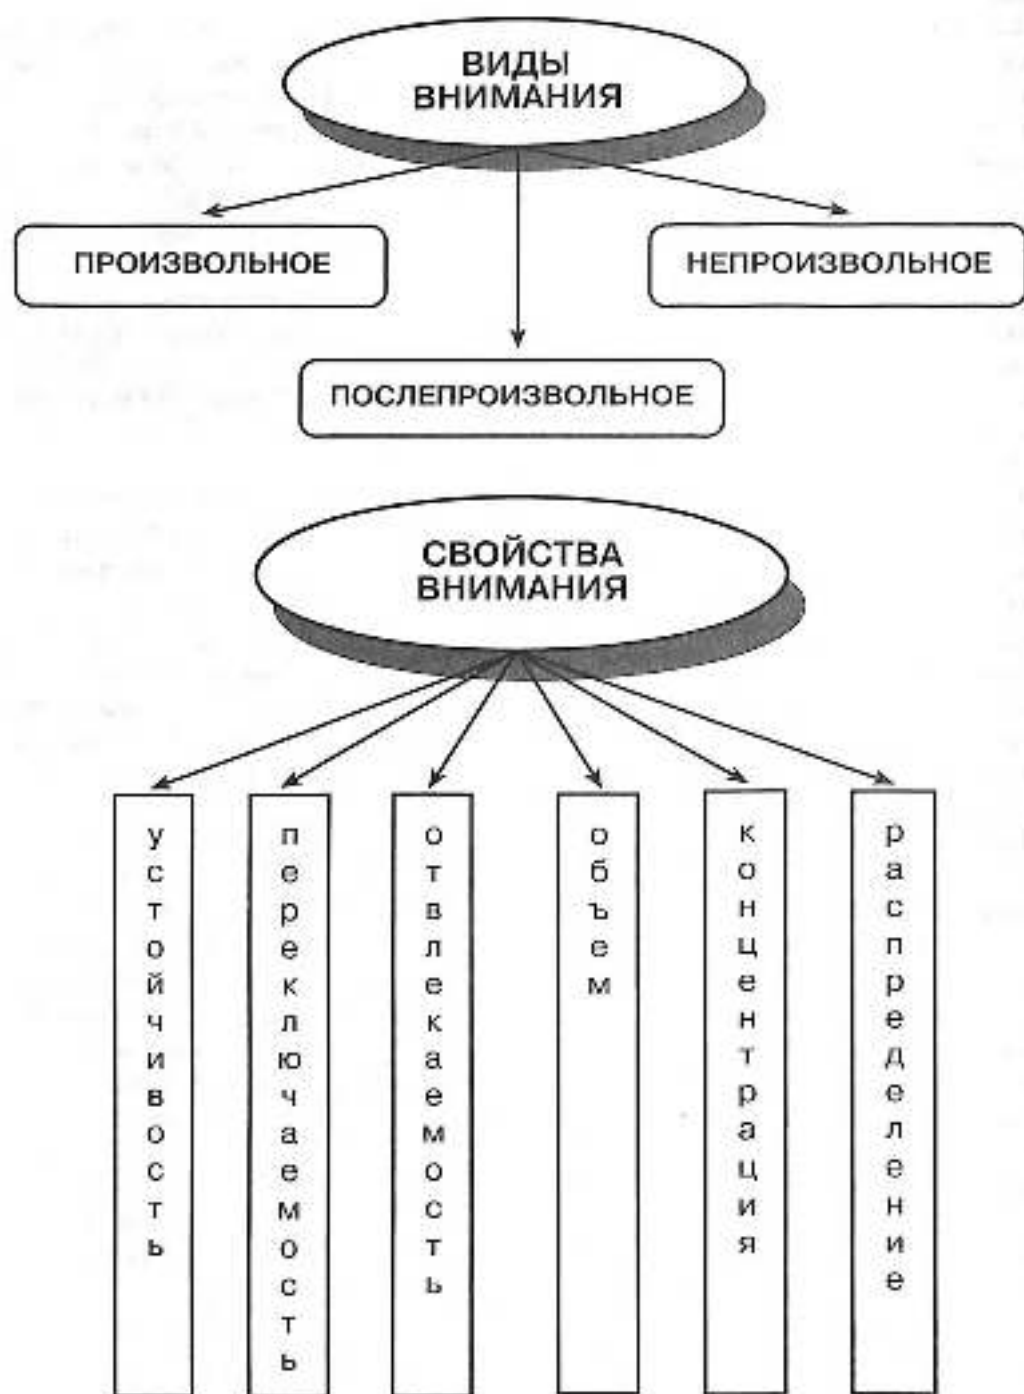 ВИДЫ
ВНИМАНИЯ
ПРОИЗВОЛЬНОЕ
НЕПРОИЗВОЛЬНОЕ
ПОСЛЕПРОИЗВОЛЬНОЕ
СВОЙСТВА
ВНИМАНИЯ
устойчивость
переключаемость
отвлекаемость
объем
концентрация
распределение